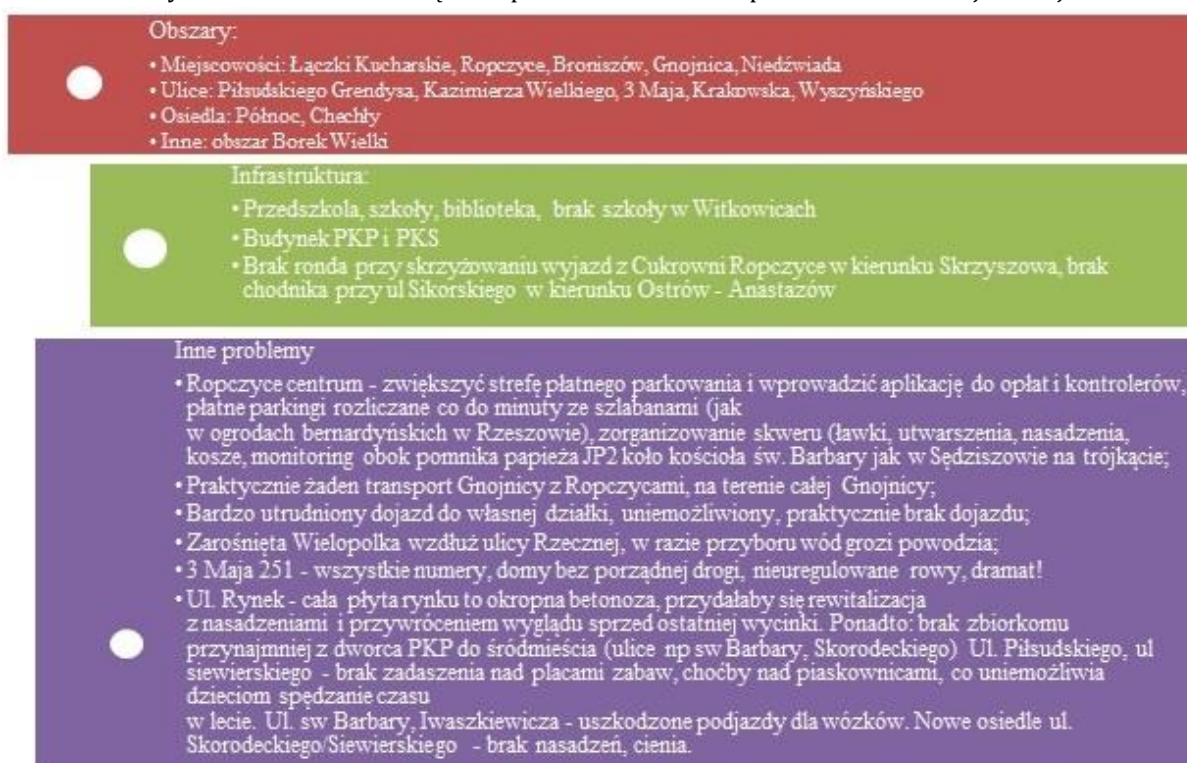 Obszary:
• Miejscowości: Łączki Kucharskie, Ropczyce, Broniszów, Gnojnica, Niedźwiada
• Ulice: Piłsudskiego Grendysa, Kazimierza Wielkiego, 3 Maja, Krakowska, Wyszyńskiego
• Osiedla: Północ, Chechły
• Inne: obszar Borek Wielki
Infrastruktura:
• Przedszkola, szkoły, biblioteka, brak szkoły w Witkowicach
• Budynek PKP i PKS
• Brak ronda przy skrzyżowaniu wyjazd z Cukrowni Ropczyce w kierunku Skrzyszowa, brak
chodnika przy ul Sikorskiego w kierunku Ostrów - Anastazów
Inne problemy
• Ropczyce centrum - zwiększyć strefę płatnego parkowania i wprowadzić aplikację do opłat i kontrolerów,
płatne parkingi rozliczane co do minuty ze szlabanami (jak
w ogrodach bernardyńskich w Rzeszowie), zorganizowanie skweru (ławki, utwarszenia, nasadzenia,
kosze, monitoring obok pomnika papieża JP2 koło kościoła św. Barbary jak w Sędziszowie na trójkącie;
• Praktycznie żaden transport Gnojnicy z Ropczycami, na terenie całej Gnojnicy;
• Bardzo utrudniony dojazd do własnej działki, uniemożliwiony, praktycznie brak dojazdu;
• Zarośnięta Wielopolka wzdłuż ulicy Rzecznej, w razie przyboru wód grozi powodzia;
• 3 Maja 251 - wszystkie numery, domy bez porządnej drogi, nieuregulowane rowy, dramat!
• Ul. Rynek - cała płyta rynku to okropna betonoza, przydałaby się rewitalizacja
z nasadzeniami i przywróceniem wyglądu sprzed ostatniej wycinki. Ponadto: brak zbiorkomu
przynajmniej z dworca PKP do śródmieścia (ulice np sw Barbary, Skorodeckiego) Ul. Piłsudskiego, ul
siewierskiego - brak zadaszenia nad placami zabaw, choćby nad piaskownicami, co uniemożliwia
dzieciom spędzanie czasu
w lecie. Ul. sw Barbary, Iwaszkiewicza - uszkodzone podjazdy dla wózków. Nowe osiedle ul.
Skorodeckiego/Siewierskiego - brak nasadzeń, cienia.